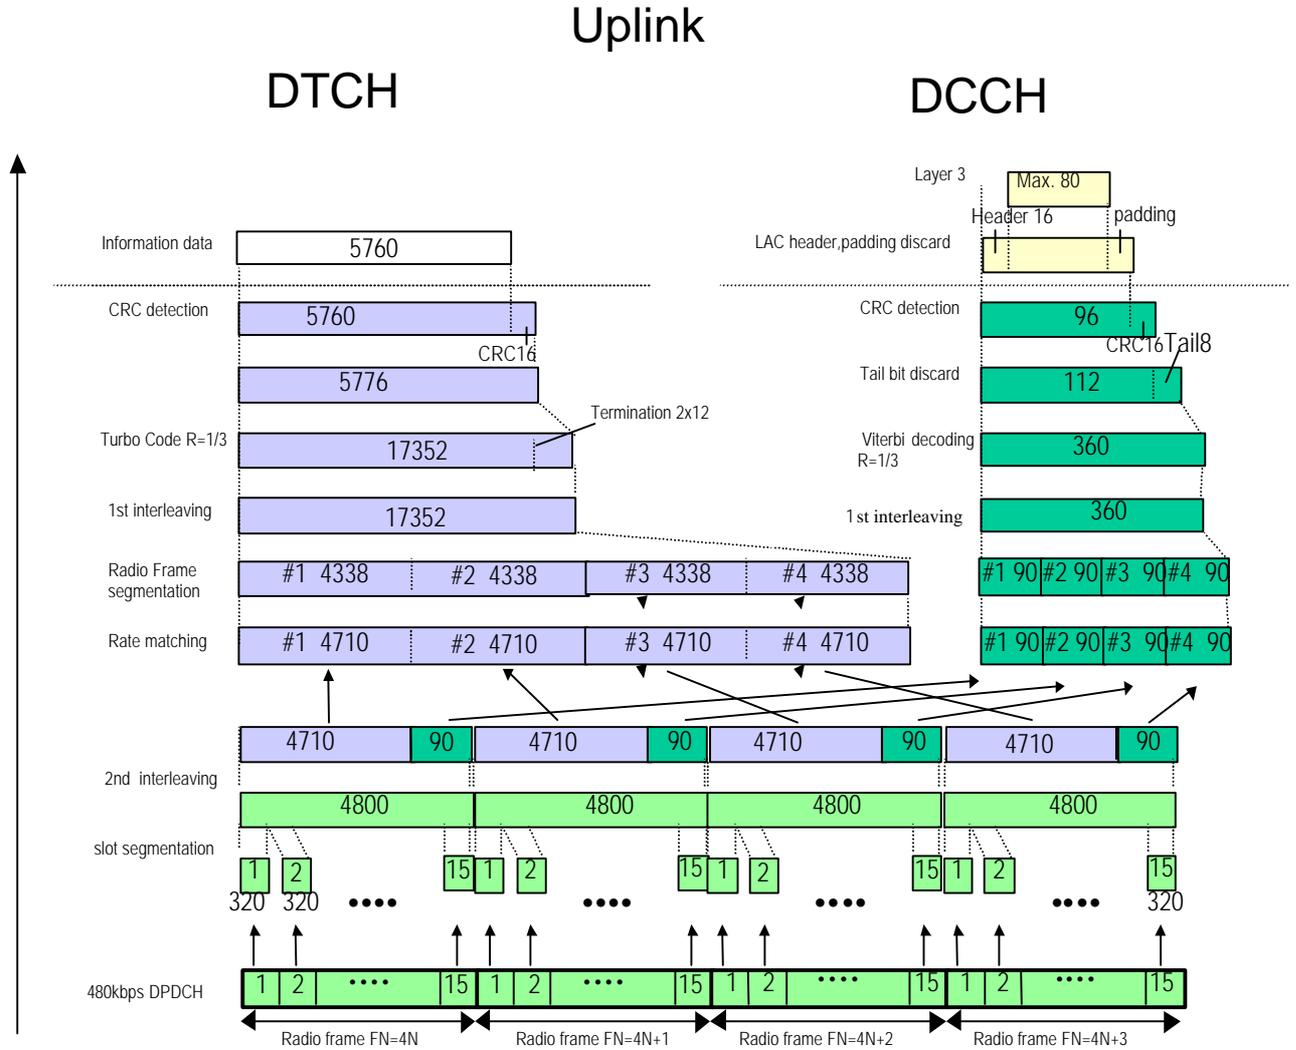 Uplink
DTCH
DCCH
Layer 3
Max. 80
Header 16
padding
Information data
5760
LAC header,padding discard
CRC detection
5760
CRC16
CRC detection
96
CRC16
Tail8
5776
Tail bit discard
112
Termination 2x12
Turbo Code R=1/3
17352
Viterbi decoding
R=1/3
360
1st interleaving
17352
1st interleaving
360
Radio Frame
segmentation
#1 4338
#2 4338
#3 4338
#4 4338
#1 90
#2 90
#3 90
#4 90
Rate matching
#1 4710
#2 4710
#3 4710
#4 4710
#1 90
#2 90
#3 90
#4 90
4710
90
4710
90
4710
90
4710
90
2nd interleaving
4800
4800
4800
4800
slot segmentation
1
2
15
1
2
15
1
2
15
1
2
15
320
320
320
480kbps DPDCH
1
2
15
1
2
15
1
2
15
1
2
15
Radio frame FN=4N
Radio frame FN=4N+1
Radio frame FN=4N+2
Radio frame FN=4N+3